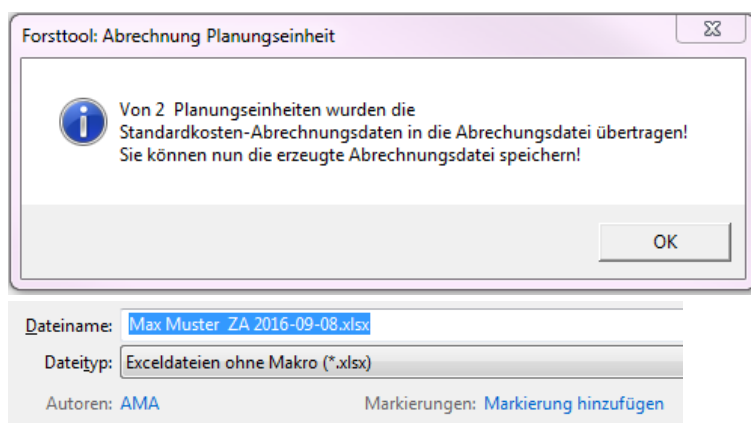 Forsttool: Abrechnung Planungseinheit
Von 2 Planungseinheiten wurden die
Standardkosten-Abrechnungsdaten in die Abrechungsdatei übertragen!
Sie können nun die erzeugte Abrechnungsdatei speichern!
OK
Dateiname: Max Muster ZA 2016-09-08.xlsx
Dateityp: Exceldateien ohne Makro (*.xlsx)
Autoren: AMA Markierungen: Markierung hinzufügen